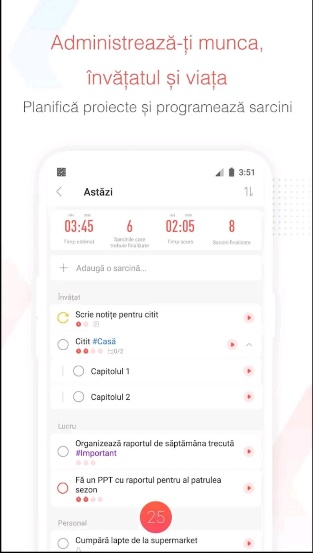 Administrează-ți munca,
învățatul și viața
Planifică proiecte și programează sarcini
3:51
Astăzi
03:45 6 02:05 8
Timp estimat Sarcinile care trebuie finalizate Timp scurs Sarcini finalizate
Adaugă o sarcină...
Învățat
Scrie notițe pentru citit
Citit #Casă
0/2
Capitolul 1
Capitolul 2
Lucru
Organizează raportul de săptămâna trecută
#Important
Fă un PPT cu raportul pentru al patrulea
sezon
25
Personal
Cumpără lapte de la supermarket